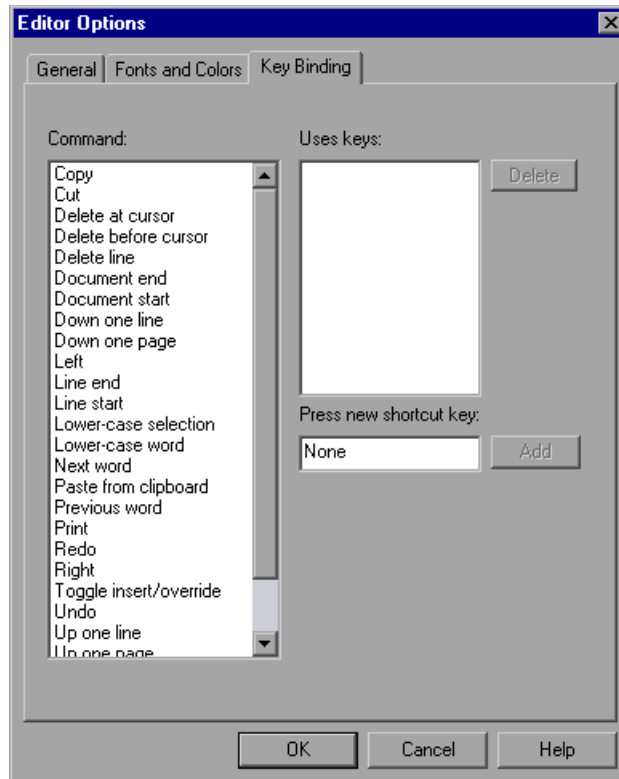 Editor Options
General Fonts and Colors Key Binding
Command:
Copy
Cut
Delete at cursor
Delete before cursor
Delete line
Document end
Document start
Down one line
Down one page
Left
Line end
Line start
Lower-case selection
Lower-case word
Next word
Paste from clipboard
Previous word
Print
Redo
Right
Toggle insert/override
Undo
Up one line
Up one page
Uses keys:
Delete
Press new shortcut key:
None Add
OK Cancel Help